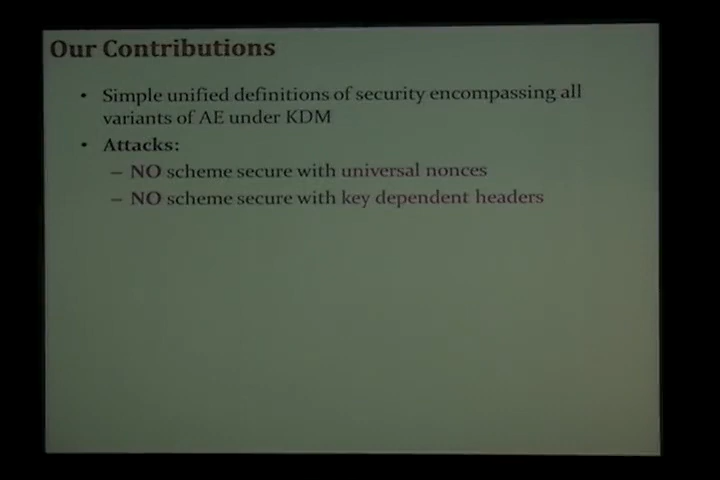 Our Contributions
• Simple unified definitions of security encompassing all
variants of AE under KDM
• Attacks:
– NO scheme secure with universal nonces
– NO scheme secure with key dependent headers